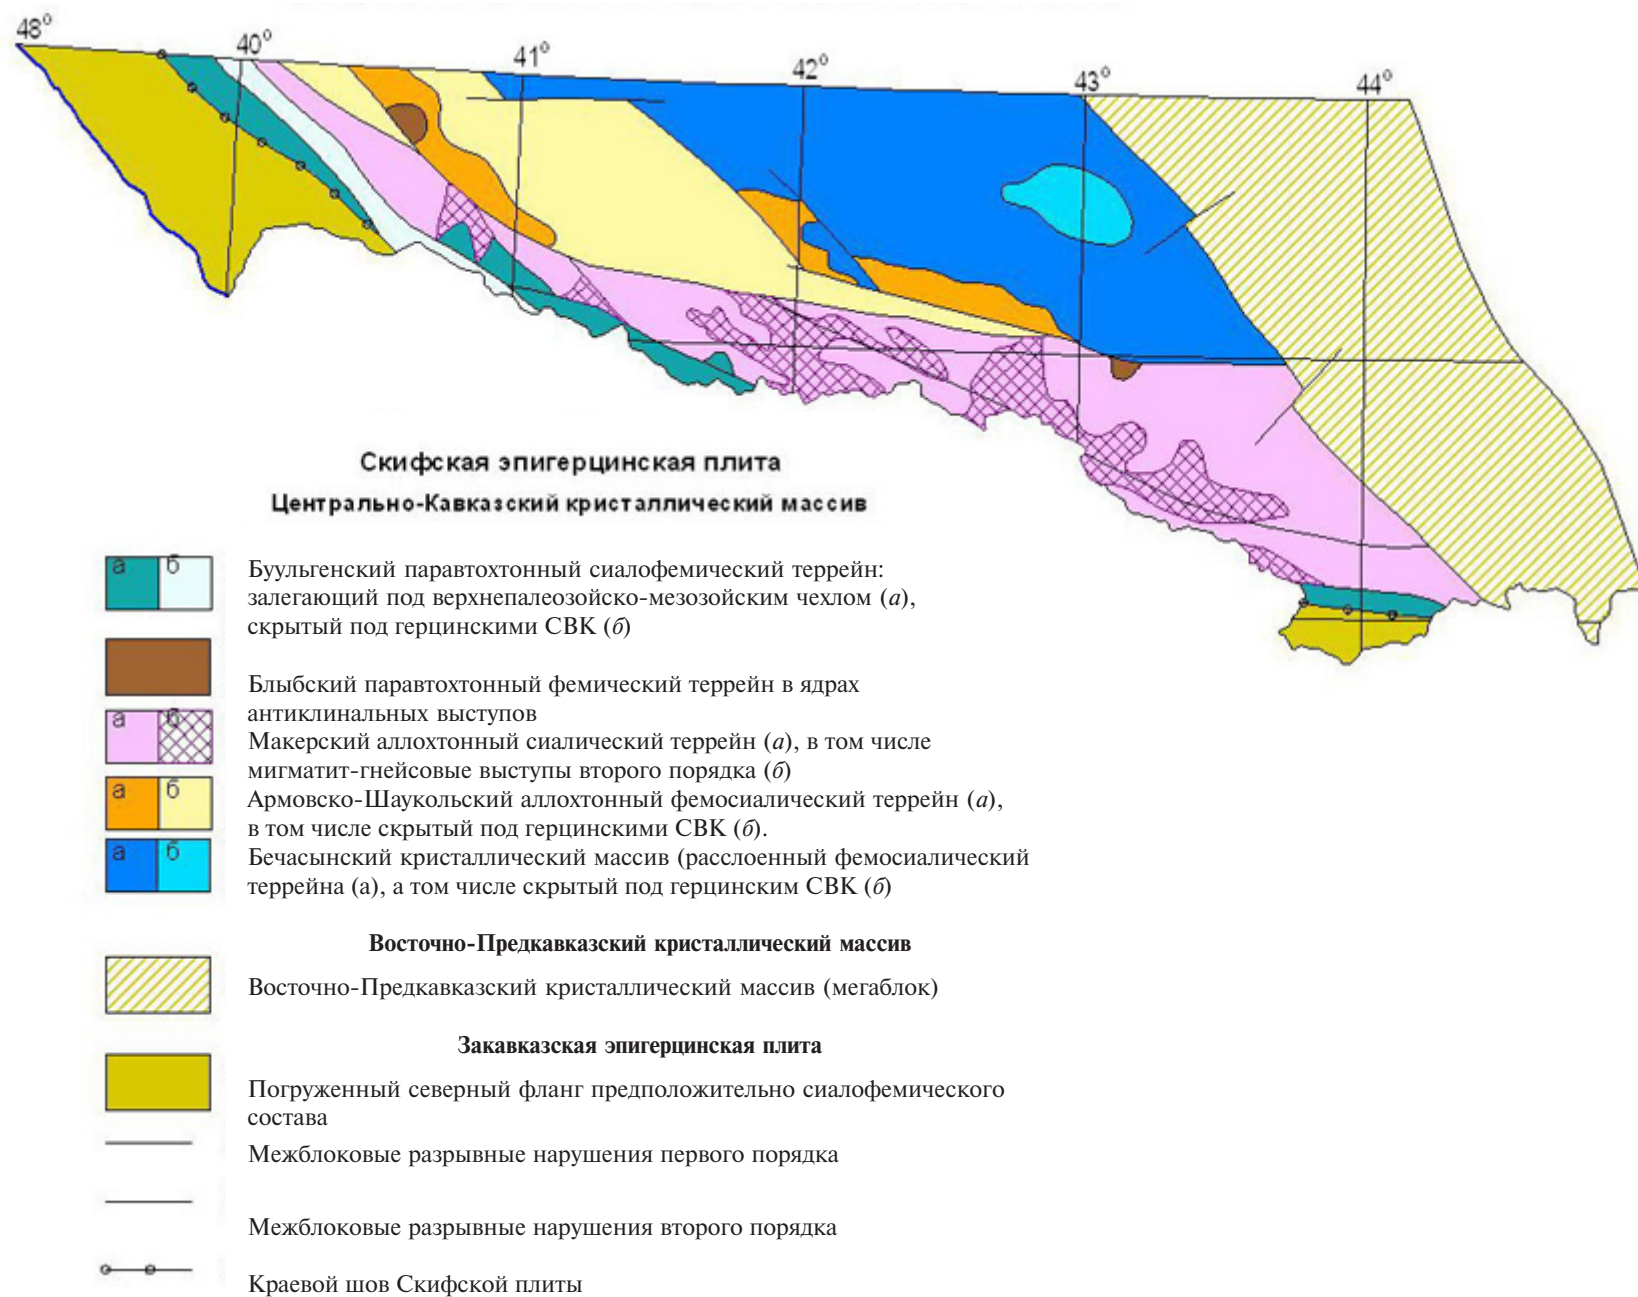 48°
40°
41°
42°
43°
44°
Скифская эпигерцинская плита
Центрально-Кавказский кристаллический массив
а б
Буульгенский паравтохтонный сиалофемический террейн:
залегающий под верхнепалеозойско-мезозойским чехлом (а),
скрытый под герцинскими СВК (б)
Блыбский паравтохтонный фемический террейн в ядрах
антиклинальных выступов
а б
Макерский аллохтонный сиалический террейн (а), в том числе
мигматит-гнейсовые выступы второго порядка (б)
а б
Армовско-Шаукольский аллохтонный фемосиалический террейн (а),
в том числе скрытый под герцинскими СВК (б).
а б
Бечасынский кристаллический массив (расслоенный фемосиалический
террейна (а), а том числе скрытый под герцинским СВК (б)
Восточно-Предкавказский кристаллический массив
Восточно-Предкавказский кристаллический массив (мегаблок)
Закавказская эпигерцинская плита
Погруженный северный фланг предположительно сиалофемического
состава
Межблоковые разрывные нарушения первого порядка
Межблоковые разрывные нарушения второго порядка
Краевой шов Скифской плиты